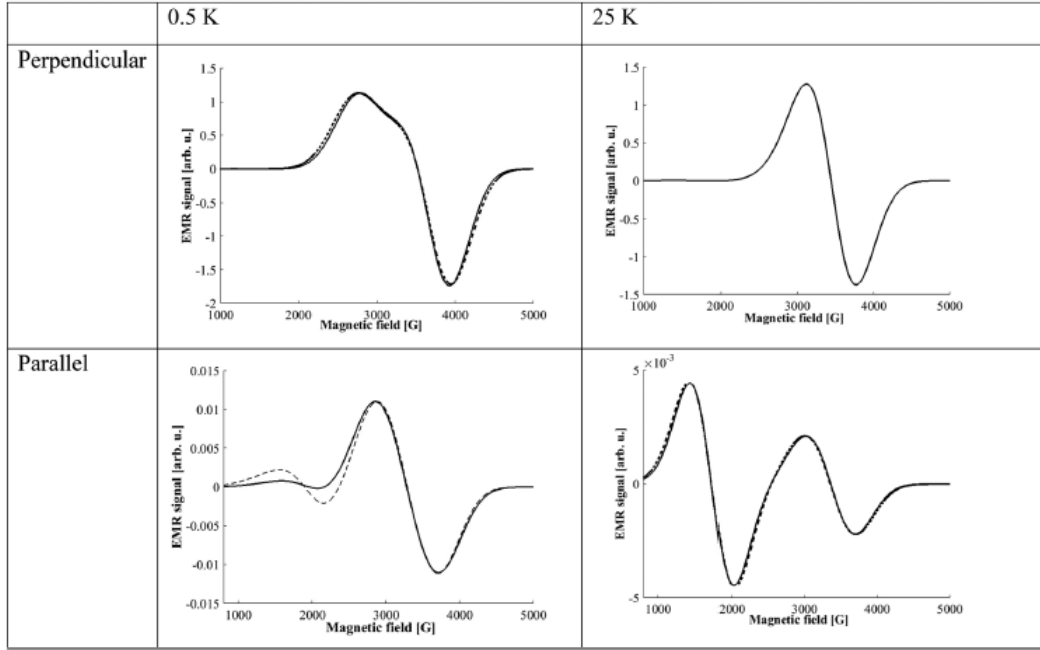 0.5 K
25 K
Perpendicular
1.5
1
0.5
0
-0.5
-1
-1.5
-2
EMR signal [arb. u.]
1000 2000 3000 4000 5000
Magnetic field [G]
1.5
1
0.5
0
-0.5
-1
-1.5
EMR signal [arb. u.]
1000 2000 3000 4000 5000
Magnetic field [G]
Parallel
0.015
0.01
0.005
0
-0.005
-0.01
-0.015
EMR signal [arb. u.]
1000 2000 3000 4000 5000
Magnetic field [G]
×10⁻³
5
0
-5
EMR signal [arb. u.]
1000 2000 3000 4000 5000
Magnetic field [G]